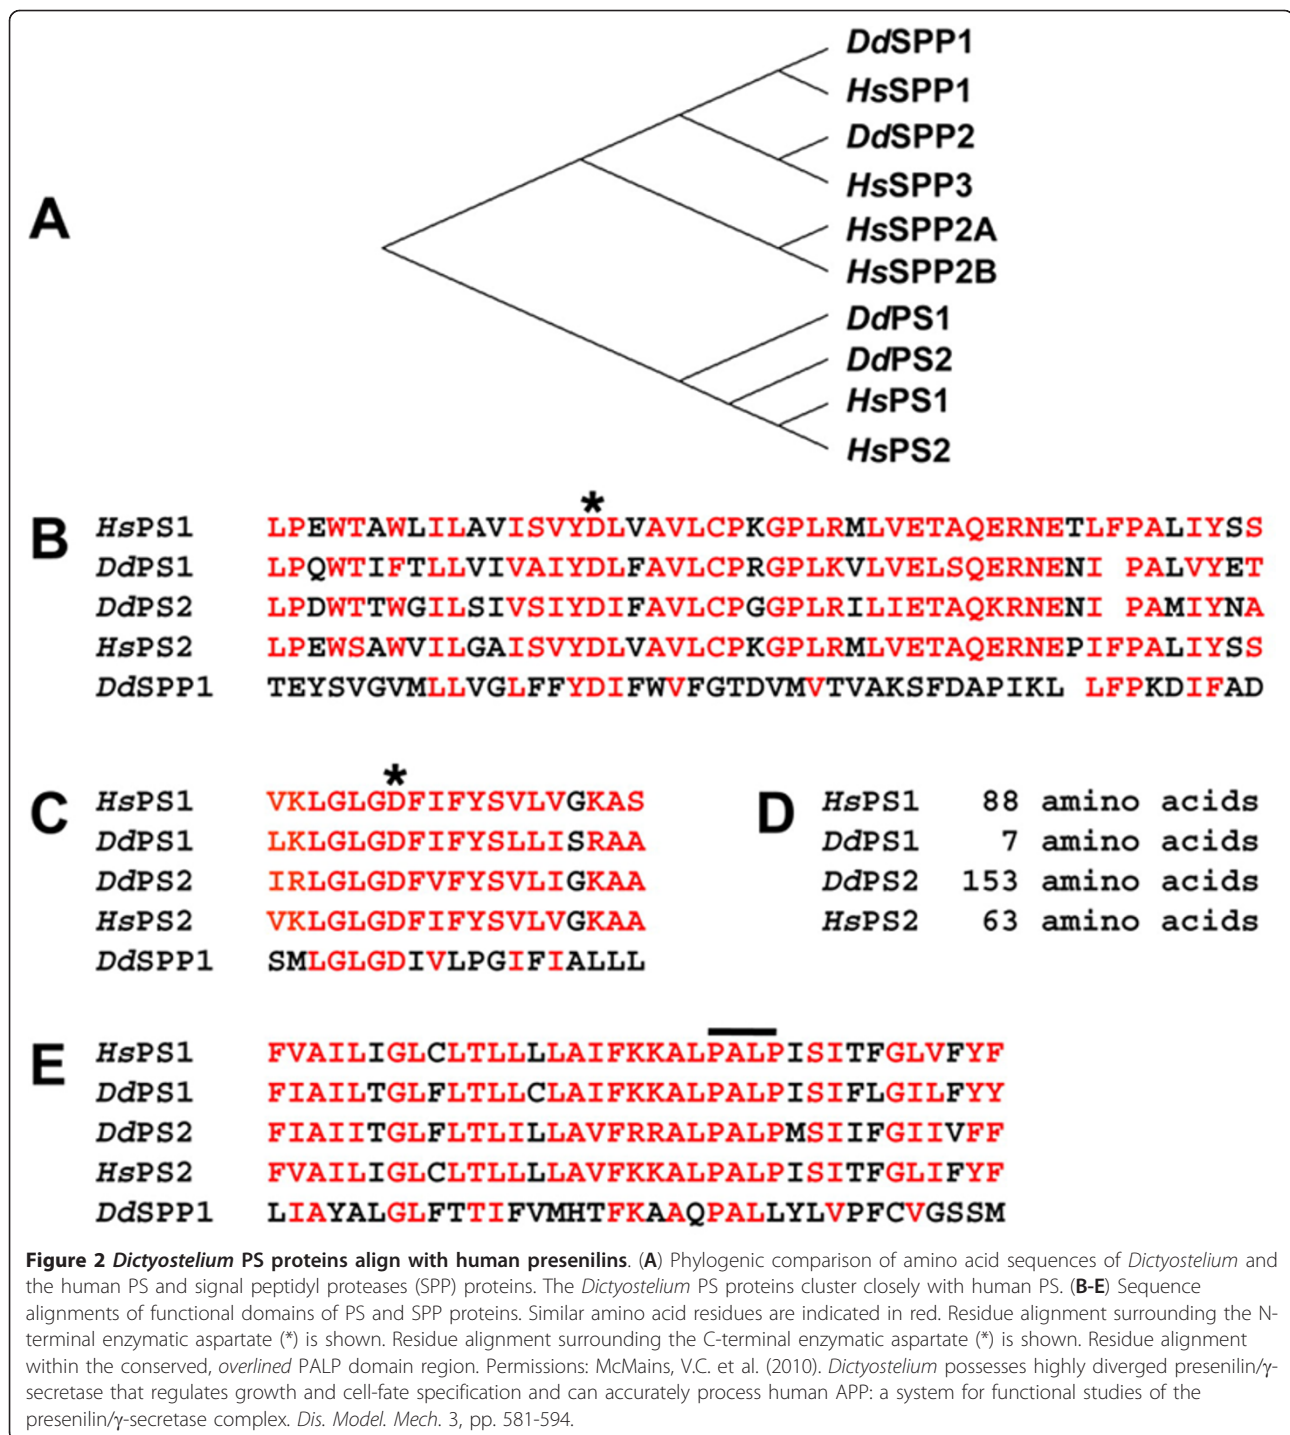 A
DdSPP1
HsSPP1
DdSPP2
HsSPP3
HsSPP2A
HsSPP2B
DdPS1
DdPS2
HsPS1
HsPS2
B
*
HsPS1 LPEWTAWLILAVISVYDLVAVLCPKGPLRMLVETAQERNETLFPALIYSS
DdPS1 LPQWTIFTLLVIVAIYDLFAVLCPRGPLKVLVELSQERNENI PALVYET
DdPS2 LPDWTTWGILSIVSIYDIFAVLCPGGPLRILIETAQKRNENI PAMIYNA
HsPS2 LPEWSAWVILGAISVYDLVAVLCPKGPLRMLVETAQERNEPIFPALIYSS
DdSPP1 TEYSVGVMLLVGLFFYDIFWVFGTDVMVTVAKSFDAPIKL LFPKDIFAD
C
*
HsPS1 VKLGLGDFIFYSVLVGKAS
DdPS1 LKLGLGDFIFYSLLISRAA
DdPS2 IRLGLGDFVFYSVLIGKAA
HsPS2 VKLGLGDFIFYSVLVGKAA
DdSPP1 SMLGLGDIVLPGIFIALLL
D
HsPS1 88 amino acids
DdPS1 7 amino acids
DdPS2 153 amino acids
HsPS2 63 amino acids
E
HsPS1 FVAILIGLCLTLLLLAIFKKALPALPISITFGLVFYF
DdPS1 FIAILTGLFLTLLCLAIFKKALPALPISIFLGILFYY
DdPS2 FIAIITGLFLTLILLAVFRRALPALPMSIIFGIIVFF
HsPS2 FVAILIGLCLTLLLLAVFKKALPALPISITFGLIFYF
DdSPP1 LIAYALGLFTTIFVMHTFKAAQPALLYLVPFCVGSSM
Figure 2 Dictyostelium PS proteins align with human presenilins. (A) Phylogenic comparison of amino acid sequences of Dictyostelium and
the human PS and signal peptidyl proteases (SPP) proteins. The Dictyostelium PS proteins cluster closely with human PS. (B-E) Sequence
alignments of functional domains of PS and SPP proteins. Similar amino acid residues are indicated in red. Residue alignment surrounding the N-
terminal enzymatic aspartate (*) is shown. Residue alignment surrounding the C-terminal enzymatic aspartate (*) is shown. Residue alignment
within the conserved, overlined PALP domain region. Permissions: McMains, V.C. et al. (2010). Dictyostelium possesses highly diverged presenilin/γ-
secretase that regulates growth and cell-fate specification and can accurately process human APP: a system for functional studies of the
presenilin/γ-secretase complex. Dis. Model. Mech. 3, pp. 581-594.